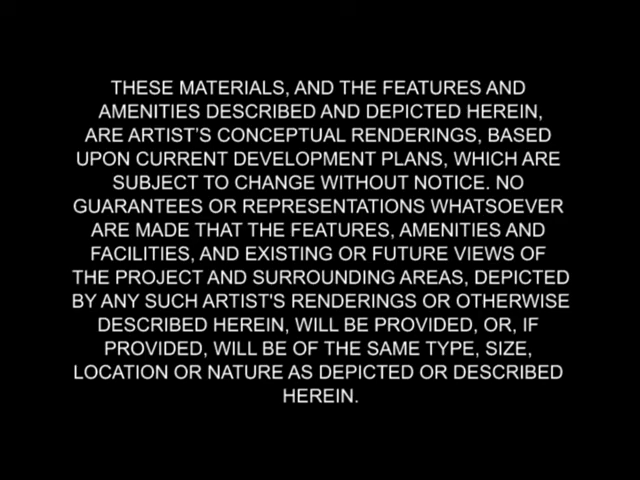 THESE MATERIALS, AND THE FEATURES AND
AMENITIES DESCRIBED AND DEPICTED HEREIN,
ARE ARTIST'S CONCEPTUAL RENDERINGS, BASED
UPON CURRENT DEVELOPMENT PLANS, WHICH ARE
SUBJECT TO CHANGE WITHOUT NOTICE. NO
GUARANTEES OR REPRESENTATIONS WHATSOEVER
ARE MADE THAT THE FEATURES, AMENITIES AND
FACILITIES, AND EXISTING OR FUTURE VIEWS OF
THE PROJECT AND SURROUNDING AREAS, DEPICTED
BY ANY SUCH ARTIST'S RENDERINGS OR OTHERWISE
DESCRIBED HEREIN, WILL BE PROVIDED, OR, IF
PROVIDED, WILL BE OF THE SAME TYPE, SIZE,
LOCATION OR NATURE AS DEPICTED OR DESCRIBED
HEREIN.